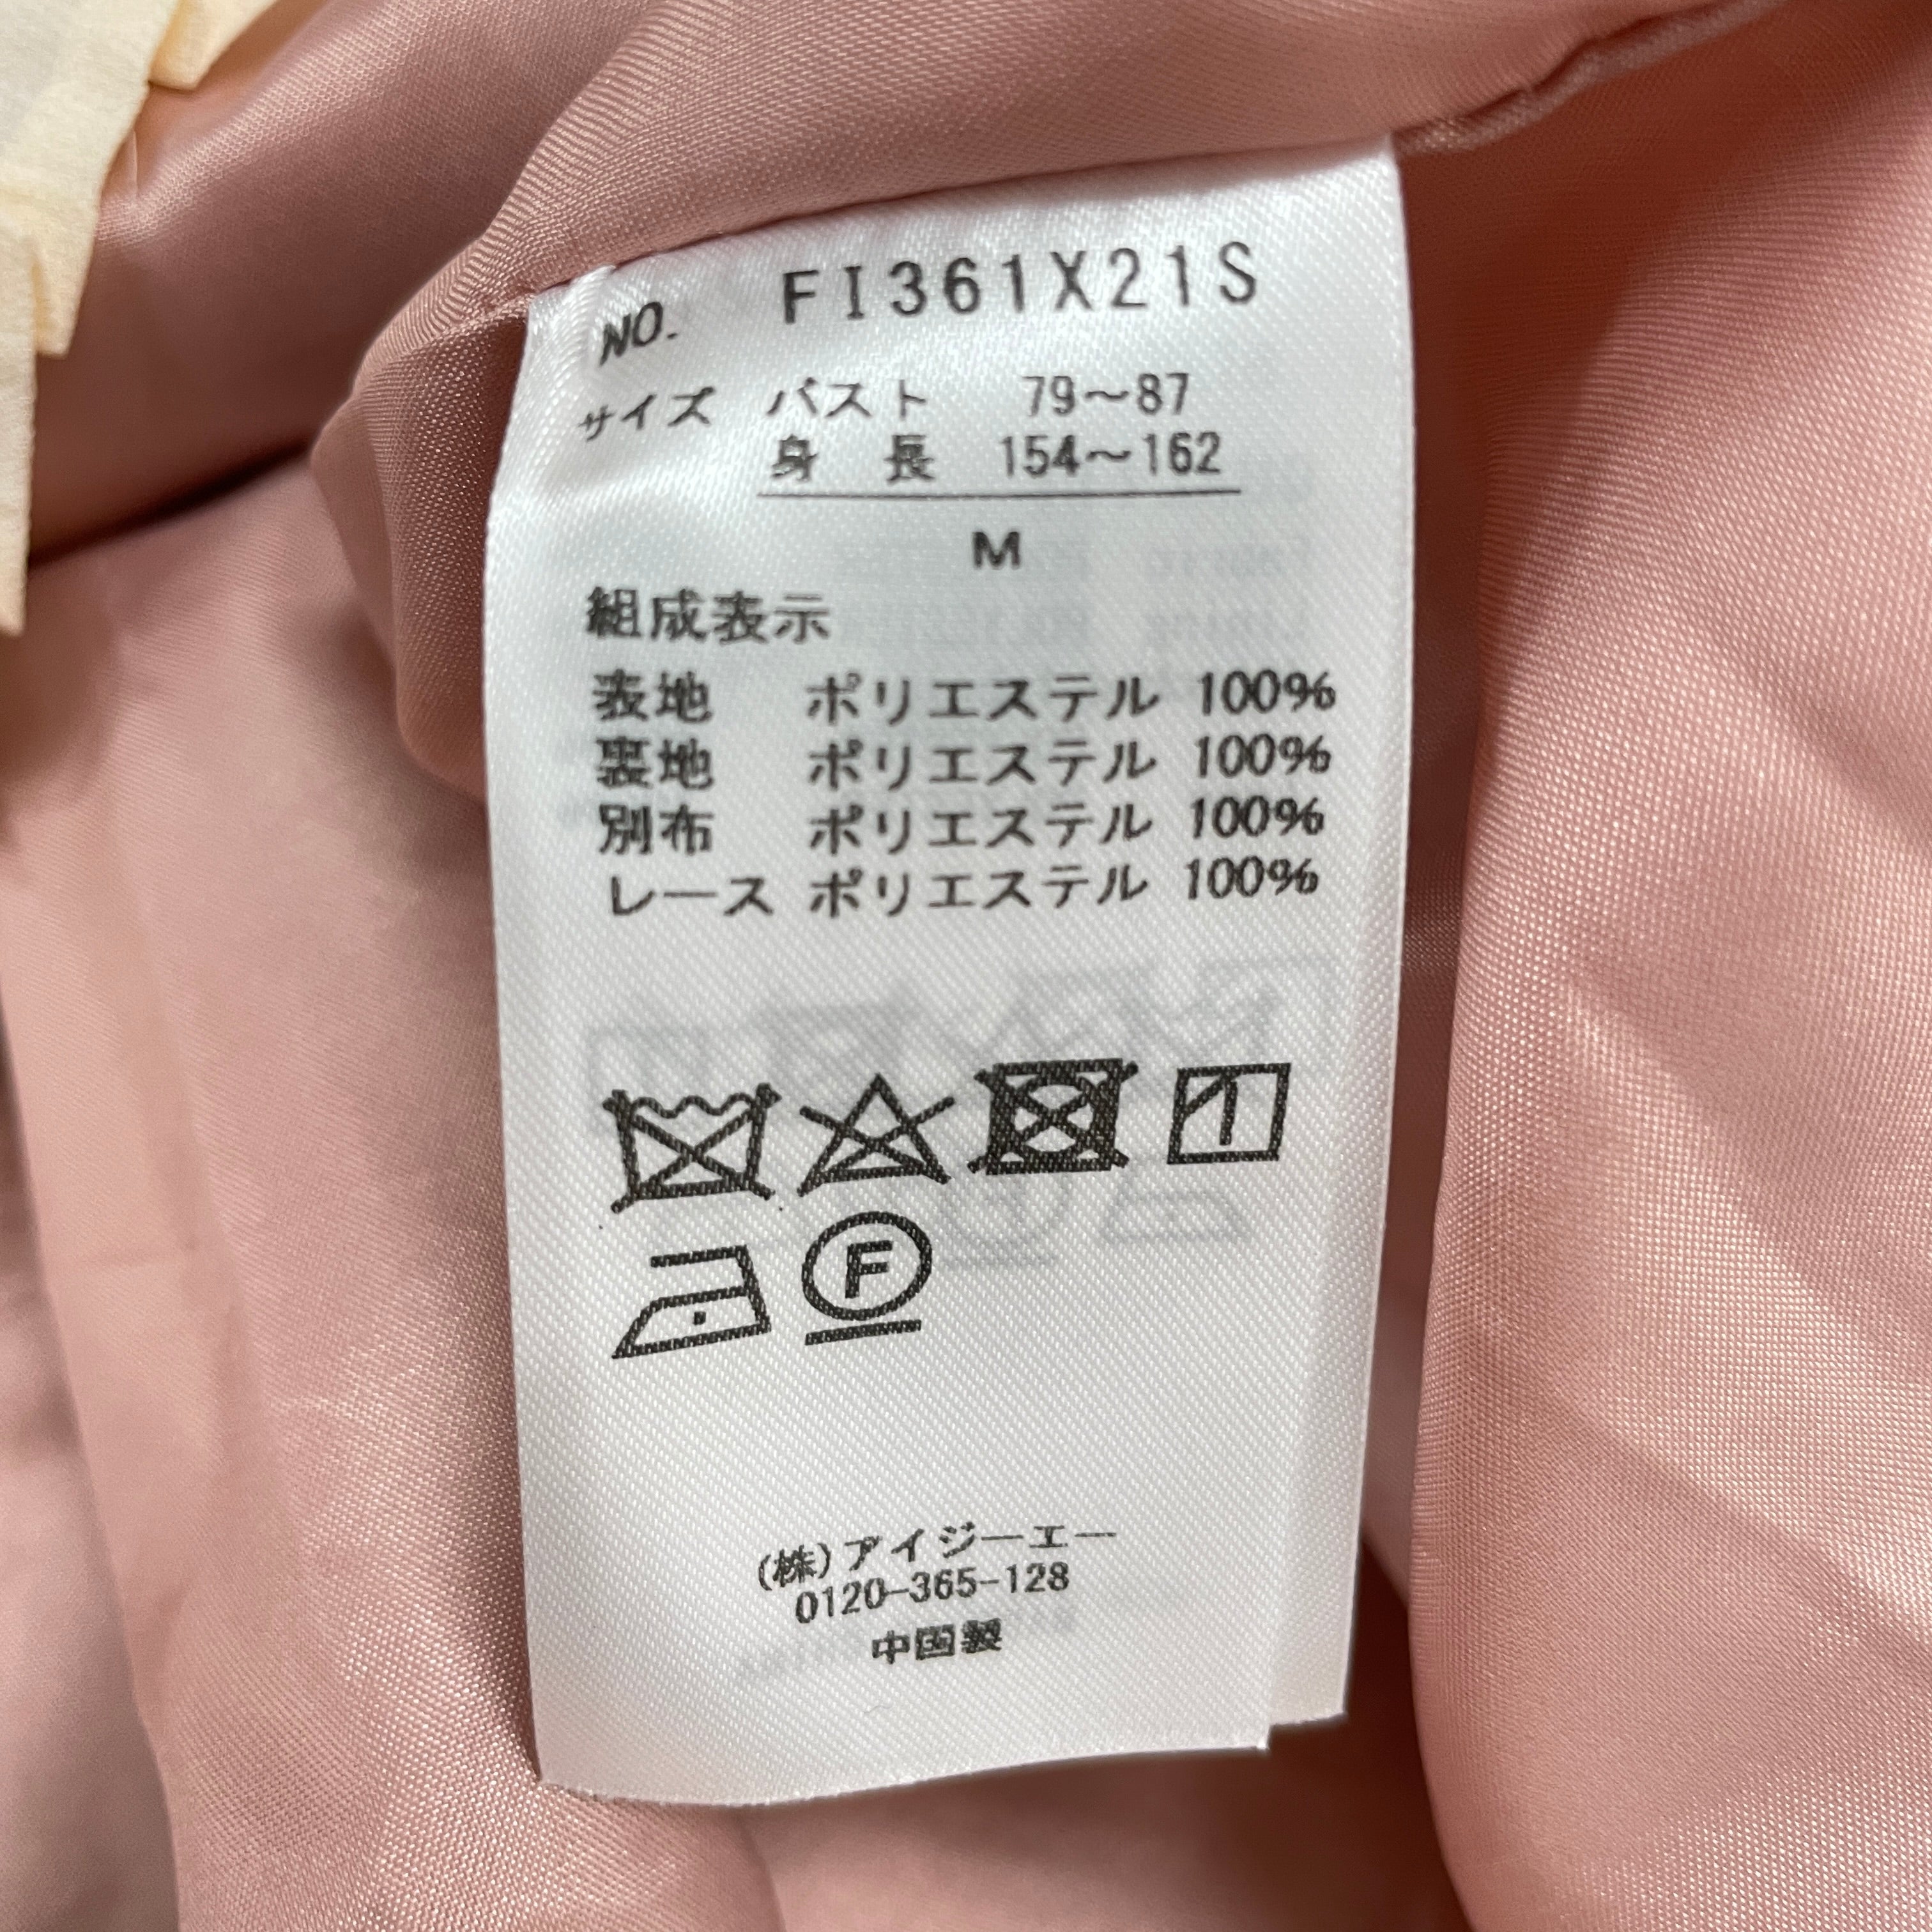 NO. FI361X21S
サイズ バスト 79～87
身長 154～162
M
組成表示
表地 ポリエステル 100%
裏地 ポリエステル 100%
別布 ポリエステル 100%
レース ポリエステル 100%
F
(株)アイジーエー
0120-365-128
中国製